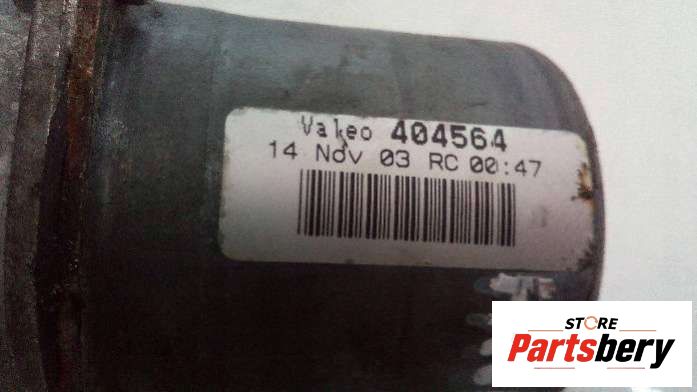 Valeo 404564
14 Nov 03 RC 00:47
STORE
Partsbery